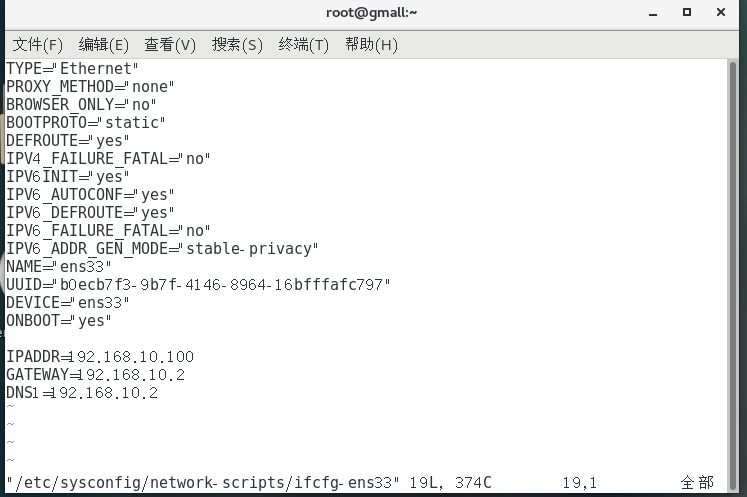 root@gmall:~
文件(F) 编辑(E) 查看(V) 搜索(S) 终端(T) 帮助(H)
TYPE="Ethernet"
PROXY_METHOD="none"
BROWSER_ONLY="no"
BOOTPROTO="static"
DEFROUTE="yes"
IPV4_FAILURE_FATAL="no"
IPV6INIT="yes"
IPV6_AUTOCONF="yes"
IPV6_DEFROUTE="yes"
IPV6_FAILURE_FATAL="no"
IPV6_ADDR_GEN_MODE="stable-privacy"
NAME="ens33"
UUID="b0ecb7f3-9b7f-4146-8964-16bfffafc797"
DEVICE="ens33"
ONBOOT="yes"
IPADDR=192.168.10.100
GATEWAY=192.168.10.2
DNS1=192.168.10.2
~
~
~
~
"/etc/sysconfig/network-scripts/ifcfg-ens33" 19L, 374C 19,1 全部